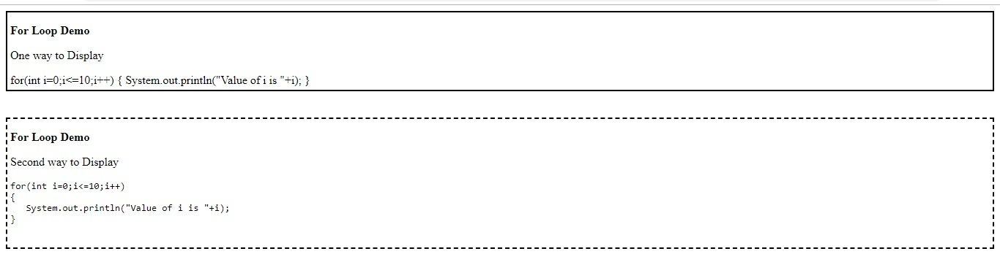 For Loop Demo
One way to Display
for(int i=0;i<=10;i++) { System.out.println("Value of i is "+i); }
For Loop Demo
Second way to Display
for(int i=0;i<=10;i++)
{
   System.out.println("Value of i is "+i);
}